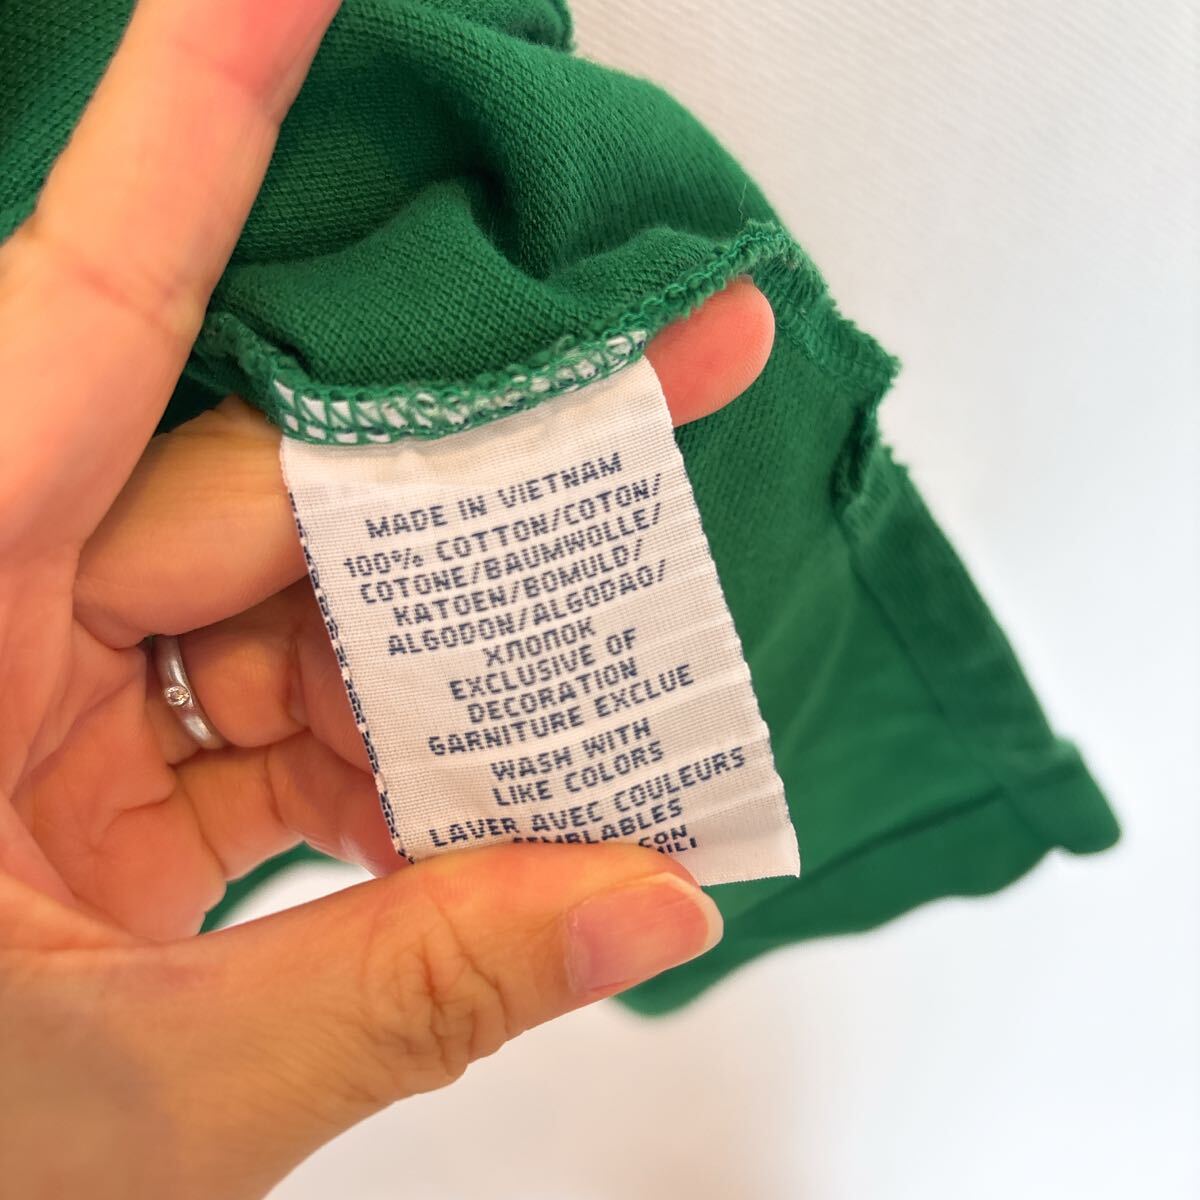 MADE IN VIETNAM
100% COTTON/COTON/
COTONE/BAUMWOLLE/
KATOEN/BOMULD/
ALGODON/ALGODAO/
ХЛОПОК
EXCLUSIVE OF
DECORATION
GARNITURE EXCLUE
WASH WITH
LIKE COLORS
LAVER AVEC COULEURS